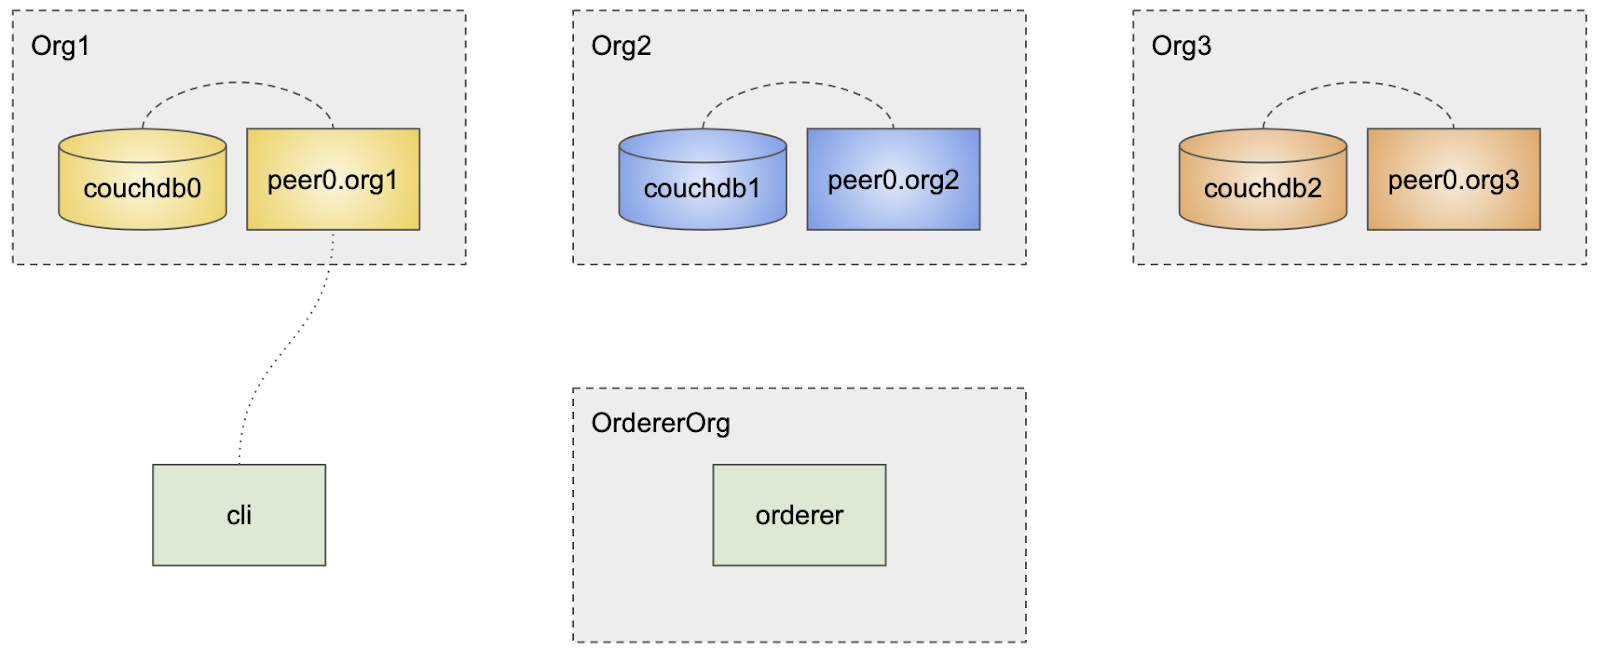 Org1
couchdb0
peer0.org1
Org2
couchdb1
peer0.org2
Org3
couchdb2
peer0.org3
cli
OrdererOrg
orderer